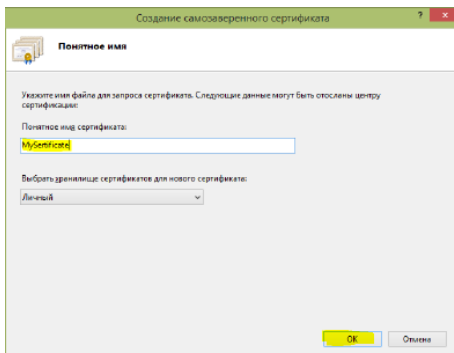 Создание самозаверенного сертификата
? x
Понятное имя
Укажите имя файла для запроса сертификата. Следующие данные могут быть отосланы центру
сертификации:
Понятное имя сертификата:
MySertificate
Выбрать хранилище сертификатов для нового сертификата:
Личный
OK Отмена